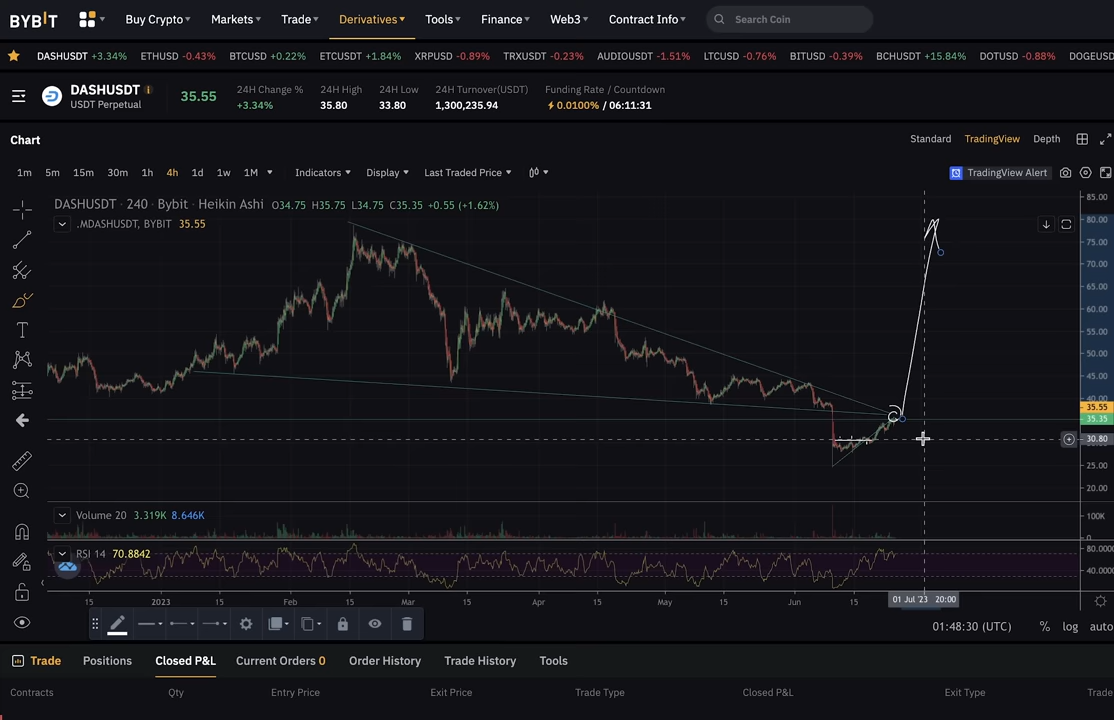 BYBIT Buy Crypto Markets Trade Derivatives Tools Finance Web3 Contract Info Search Coin
DASHUSDT +3.34% ETHUSDT -0.43% BTCUSDT +0.22% ETCUSDT +1.84% XRPUSDT -0.89% TRXUSDT -0.23% AUDIOUSDT -1.51% LTCUSDT -0.76% BITUSDT -0.39% BCHUSDT +15.84% DOTUSDT -0.88% DOGEUSD
DASHUSDT 35.55 24H Change % 24H High 24H Low 24H Turnover(USDT) Funding Rate / Countdown
USDT Perpetual +3.34% 35.80 33.80 1,300,235.94 0.0100% / 06:11:31
Chart Standard TradingView Depth
1m 5m 15m 30m 1h 4h 1d 1w 1M Indicators Display Last Traded Price TradingView Alert
DASHUSDT · 240 · Bybit · Heikin Ashi O34.75 H35.75 L34.75 C35.35 +0.55 (+1.62%)
.MDASHUSDT, BYBIT 35.55
85.00
80.00
75.00
70.00
65.00
60.00
55.00
50.00
45.00
40.00
35.55
35.35
30.80
25.00
20.00
Volume 20 3.319K 8.646K
100K
0
RSI 14 70.8842
80.0000
40.0000
15 2023 15 Feb 15 Mar 15 Apr 15 May 15 Jun 15 01 Jul '23 20:00
01:48:30 (UTC) % log auto
Trade Positions Closed P&L Current Orders 0 Order History Trade History Tools
Contracts Qty Entry Price Exit Price Trade Type Closed P&L Exit Type Trade